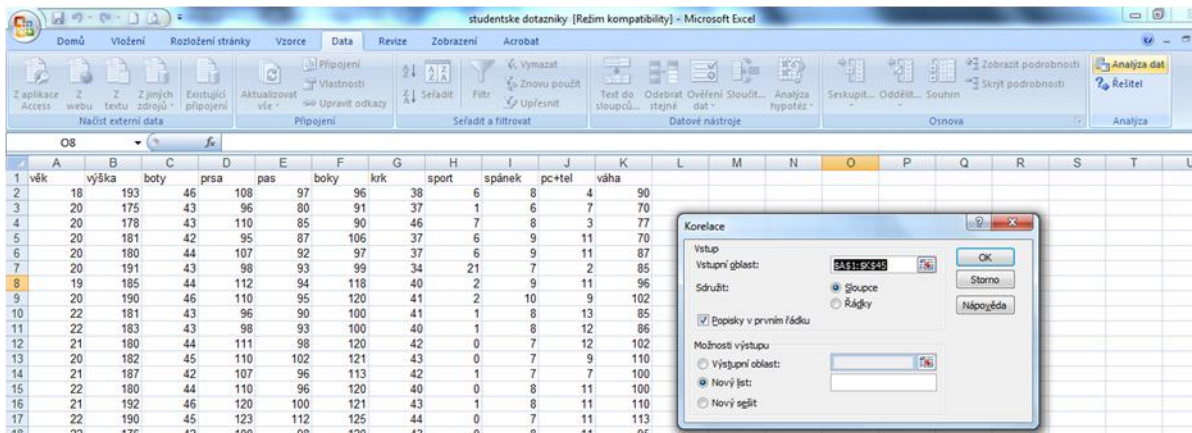 studentske dotazniky [Režim kompatibility] - Microsoft Excel
Domů Vložení Rozložení stránky Vzorce Data Revize Zobrazení Acrobat
Z aplikace Access
Z webu
Z textu
Z jiných zdrojů
Existující připojení
Načíst externí data
Aktualizovat vše
Připojení
Vlastnosti
Upravit odkazy
Připojení
Seřadit
Filtr
Vymazat
Znovu použít
Upřesnit
Seřadit a filtrovat
Text do sloupců...
Odebrat stejné
Ověření dat
Sloučit...
Analýza hypotéz
Datové nástroje
Seskupit...
Oddělit...
Souhrn
Zobrazit podrobnosti
Skrýt podrobnosti
Osnova
Analýza dat
Řešitel
Analýza
O8 fx
A B C D E F G H I J K L M N O P Q R S T U
1 věk výška boty prsa pas boky krk sport spánek pc+tel váha
2 18 193 46 108 97 96 38 6 8 4 90
3 20 175 43 96 80 91 37 1 6 7 70
4 20 178 43 110 85 90 46 7 8 3 77
5 20 181 42 95 87 106 37 6 9 11 70
6 20 180 44 107 92 97 37 6 9 11 87
7 20 191 43 98 93 99 34 21 7 2 85
8 19 185 44 112 94 118 40 2 9 11 96
9 20 190 46 110 95 120 41 2 10 9 102
10 22 181 43 96 90 100 41 1 8 13 85
11 22 183 43 98 93 100 40 1 8 12 86
12 21 180 44 111 98 120 42 0 7 12 102
13 20 182 45 110 102 121 43 0 7 9 110
14 21 187 42 107 96 113 42 1 7 7 100
15 22 180 44 110 96 120 40 0 8 11 100
16 21 192 46 120 100 121 43 1 8 11 110
17 22 190 45 123 112 125 44 0 7 11 113
Korelace
Vstup
Vstupní oblast: $A$1:$K$45
Sdružit: Sloupce
Řádky
Popisky v prvním řádku
Možnosti výstupu
Výstupní oblast:
Nový list:
Nový sešit
OK
Storno
Nápověda